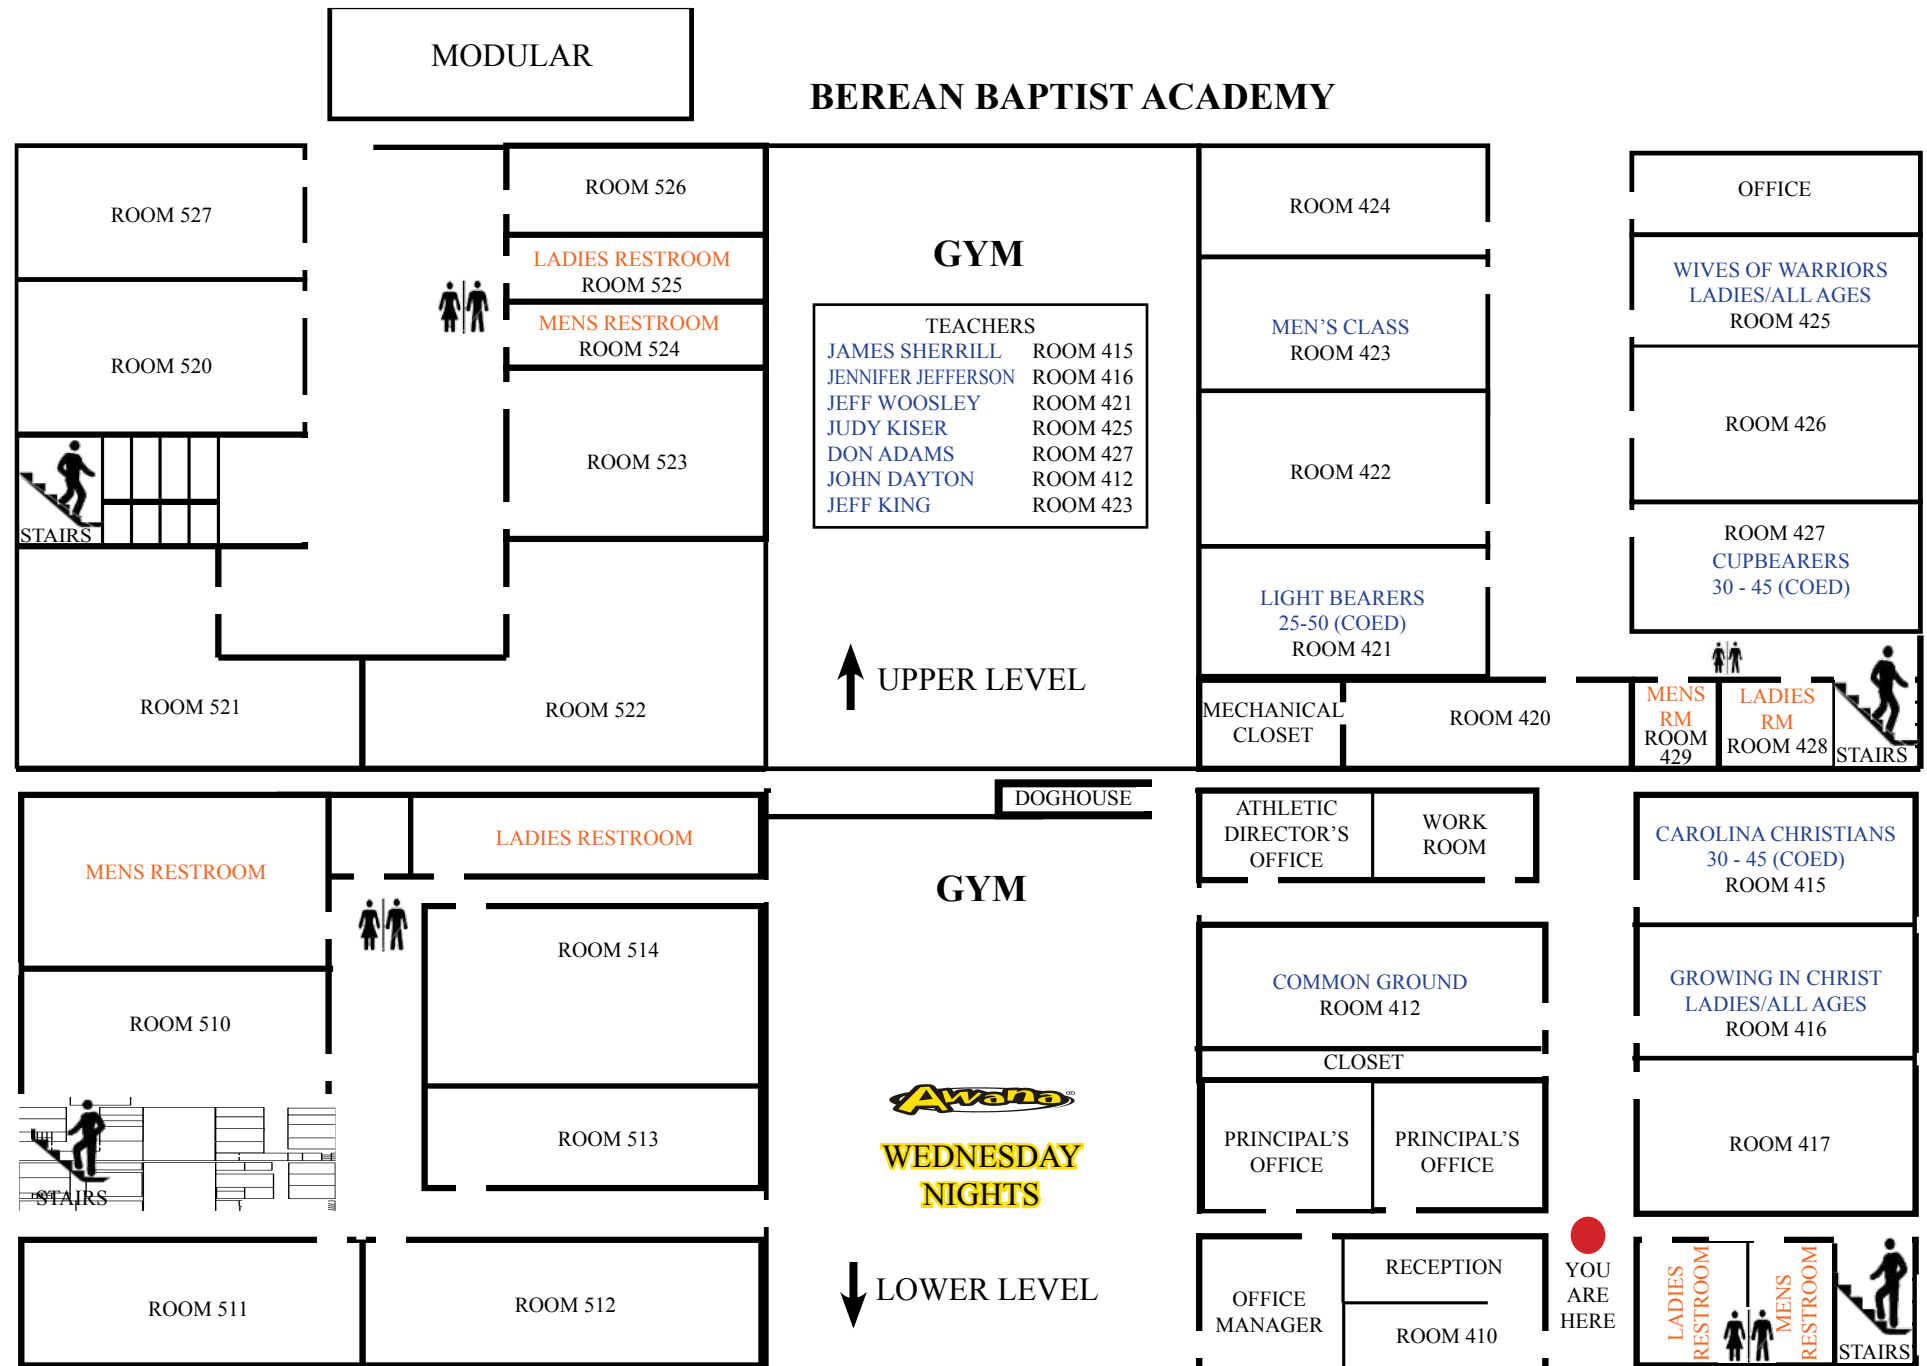 MODULAR
BEREAN BAPTIST ACADEMY
ROOM 527
ROOM 520
STAIRS
ROOM 521
ROOM 526
LADIES RESTROOM
ROOM 525
MENS RESTROOM
ROOM 524
ROOM 523
ROOM 522
GYM
TEACHERS
JAMES SHERRILL ROOM 415
JENNIFER JEFFERSON ROOM 416
JEFF WOOSLEY ROOM 421
JUDY KISER ROOM 425
DON ADAMS ROOM 427
JOHN DAYTON ROOM 412
JEFF KING ROOM 423
UPPER LEVEL
ROOM 424
MEN'S CLASS
ROOM 423
ROOM 422
LIGHT BEARERS
25-50 (COED)
ROOM 421
MECHANICAL
CLOSET
ROOM 420
OFFICE
WIVES OF WARRIORS
LADIES/ALL AGES
ROOM 425
ROOM 426
ROOM 427
CUPBEARERS
30 - 45 (COED)
MENS
RM
ROOM
429
LADIES
RM
ROOM 428
STAIRS
MENS RESTROOM
ROOM 510
STAIRS
ROOM 511
LADIES RESTROOM
ROOM 514
ROOM 513
ROOM 512
DOGHOUSE
GYM
Awana®
WEDNESDAY
NIGHTS
LOWER LEVEL
ATHLETIC
DIRECTOR'S
OFFICE
WORK
ROOM
COMMON GROUND
ROOM 412
CLOSET
PRINCIPAL'S
OFFICE
PRINCIPAL'S
OFFICE
OFFICE
MANAGER
RECEPTION
ROOM 410
YOU
ARE
HERE
CAROLINA CHRISTIANS
30 - 45 (COED)
ROOM 415
GROWING IN CHRIST
LADIES/ALL AGES
ROOM 416
ROOM 417
LADIES
RESTROOM
MENS
RESTROOM
STAIRS